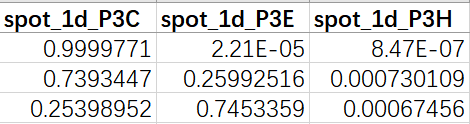 spot_1d_P3C spot_1d_P3E spot_1d_P3H
0.9999771 2.21E-05 8.47E-07
0.7393447 0.25992516 0.000730109
0.25398952 0.7453359 0.00067456